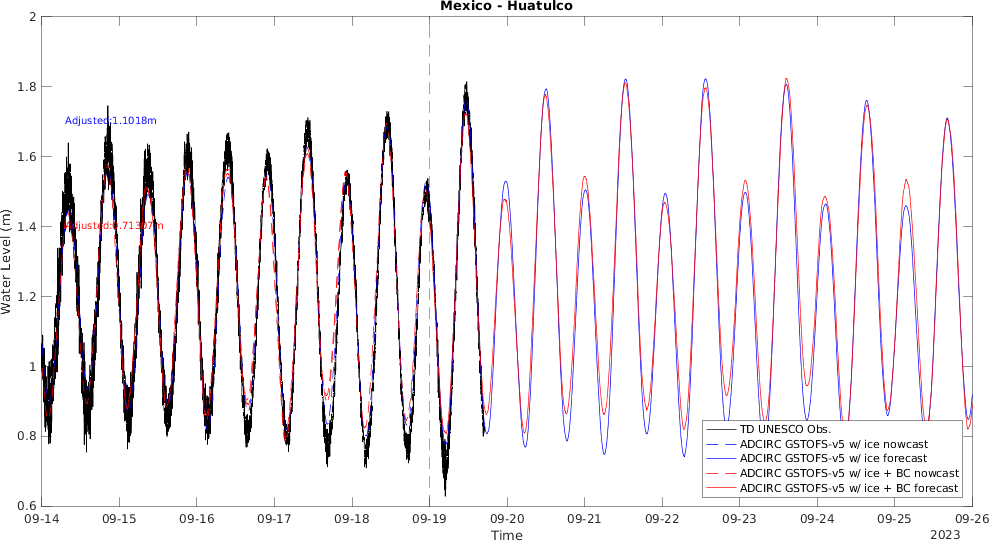 Mexico - Huatulco
2
1.8
1.6
1.4
1.2
1
0.8
0.6
Water Level (m)
Adjusted:1.1018m
Adjusted:0.71307m
TD UNESCO Obs.
ADCIRC GSTOFS-v5 w/ ice nowcast
ADCIRC GSTOFS-v5 w/ ice forecast
ADCIRC GSTOFS-v5 w/ ice + BC nowcast
ADCIRC GSTOFS-v5 w/ ice + BC forecast
09-14 09-15 09-16 09-17 09-18 09-19 09-20 09-21 09-22 09-23 09-24 09-25 09-26
Time
2023